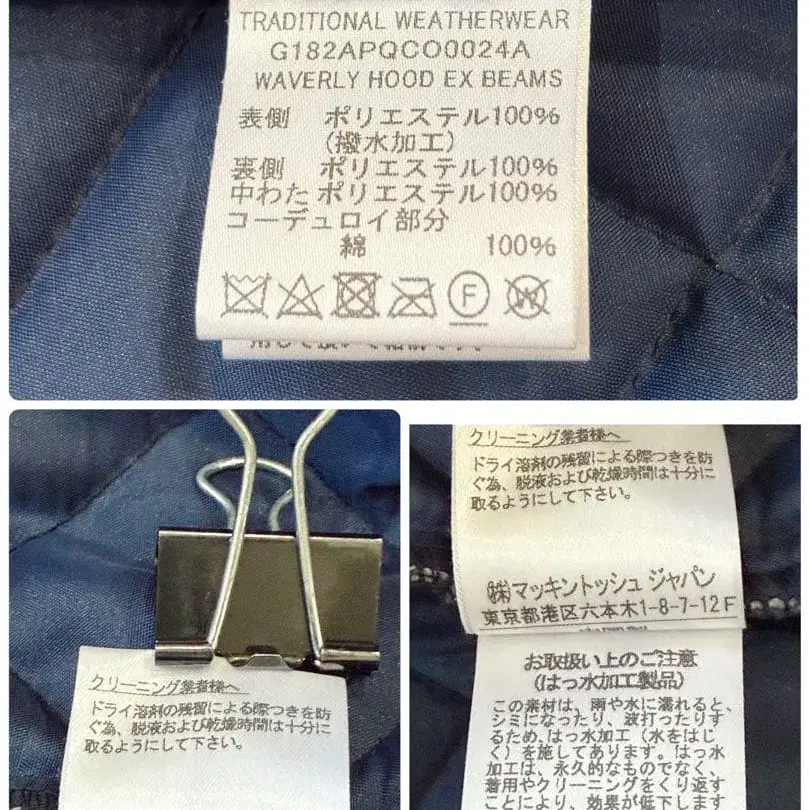 TRADITIONAL WEATHERWEAR
G182APQCO0024A
WAVERLY HOOD EX BEAMS
表側 ポリエステル100%
(撥水加工)
裏側 ポリエステル100%
中わた ポリエステル100%
コーデュロイ部分
綿 100%
F
W
クリーニング業者様へ
ドライ溶剤の残留による際つきを防
ぐ為、脱液および乾燥時間は十分に
取るようにして下さい。
クリーニング業者様へ
ドライ溶剤の残留による際つきを防
ぐ為、脱液および乾燥時間は十分に
取るようにして下さい。
㈱マッキントッシュ ジャパン
東京都港区六本木1-8-7-12F
お取扱い上のご注意
(はっ水加工製品)
この素材は、雨や水に濡れると、
シミになったり、波打ったりす
るため、はっ水加工(水をはじ
く)を施してあります。はっ水
加工は、永久的なものでなく、
着用やクリーニングをくり返す
ことにより、効果が低下します